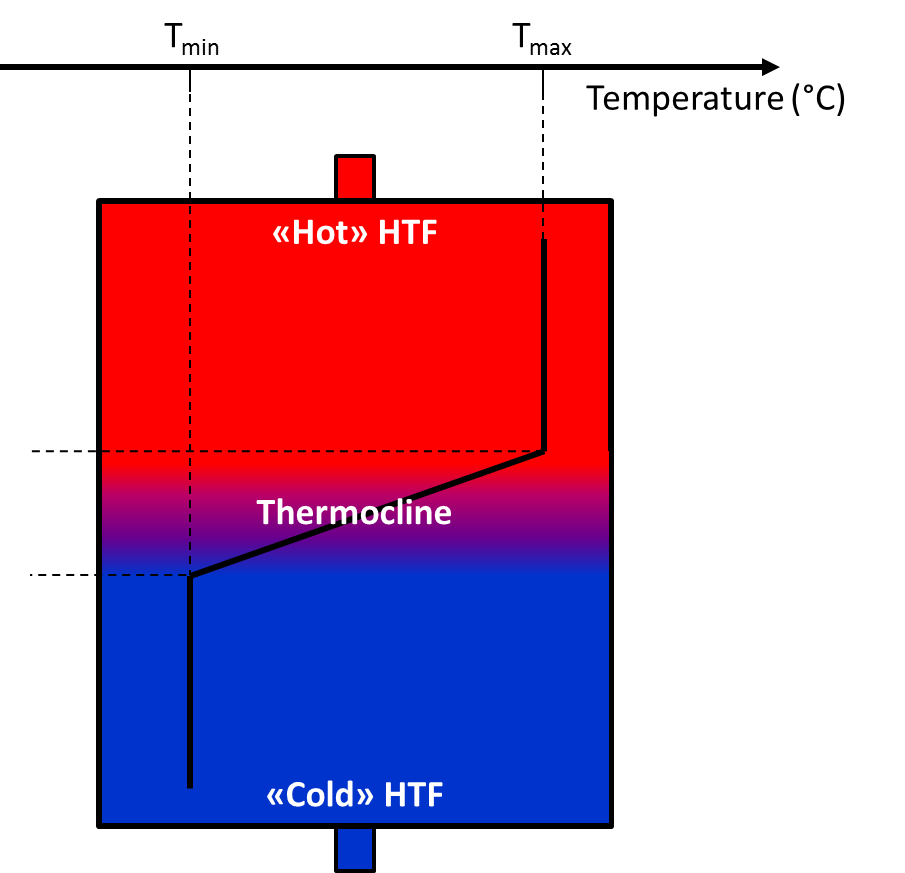 Tmin
Tmax
Temperature (°C)
«Hot» HTF
Thermocline
«Cold» HTF